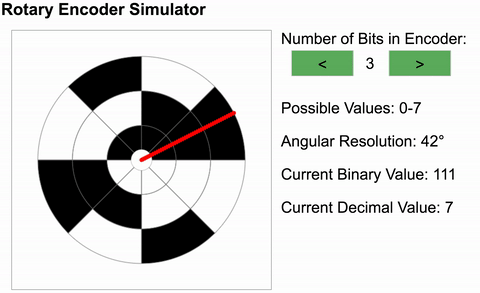 Rotary Encoder Simulator
Number of Bits in Encoder:
< 3 >
Possible Values: 0-7
Angular Resolution: 42°
Current Binary Value: 111
Current Decimal Value: 7